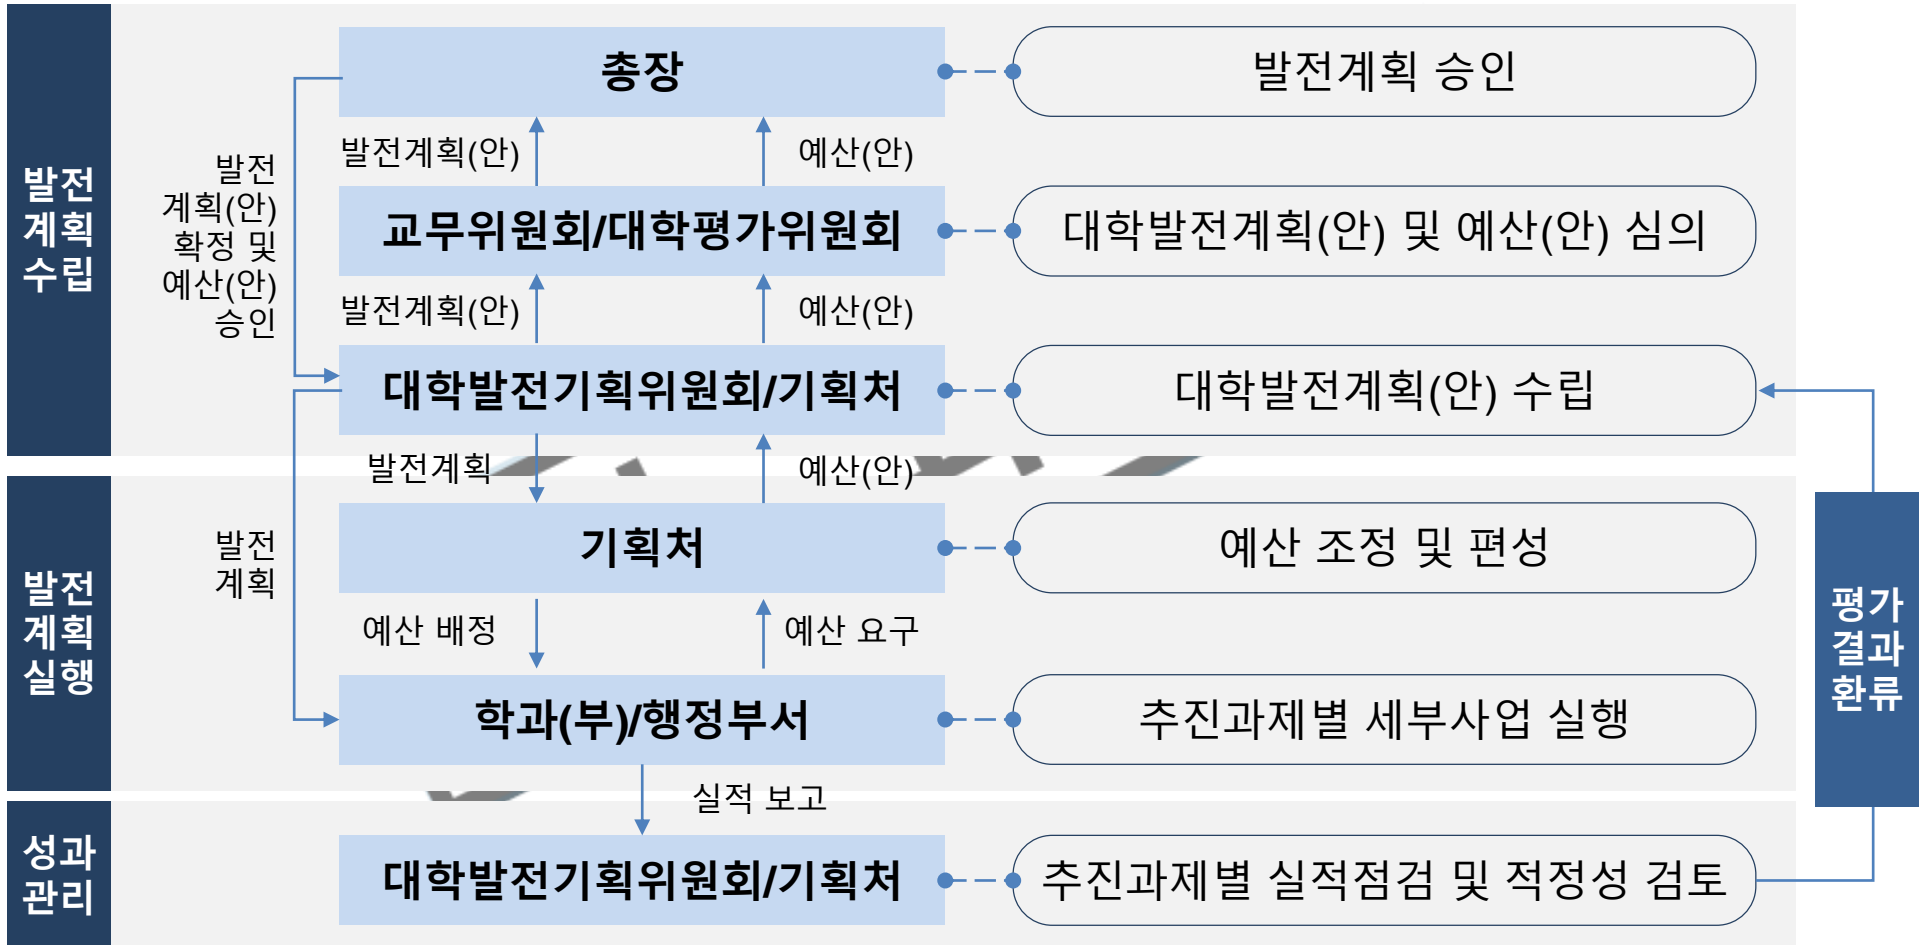 발전
계획
수립
총장
발전계획 승인
발전계획(안)
예산(안)
발전
계획(안)
확정 및
예산(안)
승인
교무위원회/대학평가위원회
대학발전계획(안) 및 예산(안) 심의
발전계획(안)
예산(안)
대학발전기획위원회/기획처
대학발전계획(안) 수립
발전계획
예산(안)
발전
계획
실행
발전
계획
기획처
예산 조정 및 편성
예산 배정
예산 요구
학과(부)/행정부서
추진과제별 세부사업 실행
평가
결과
환류
실적 보고
성과
관리
대학발전기획위원회/기획처
추진과제별 실적점검 및 적정성 검토